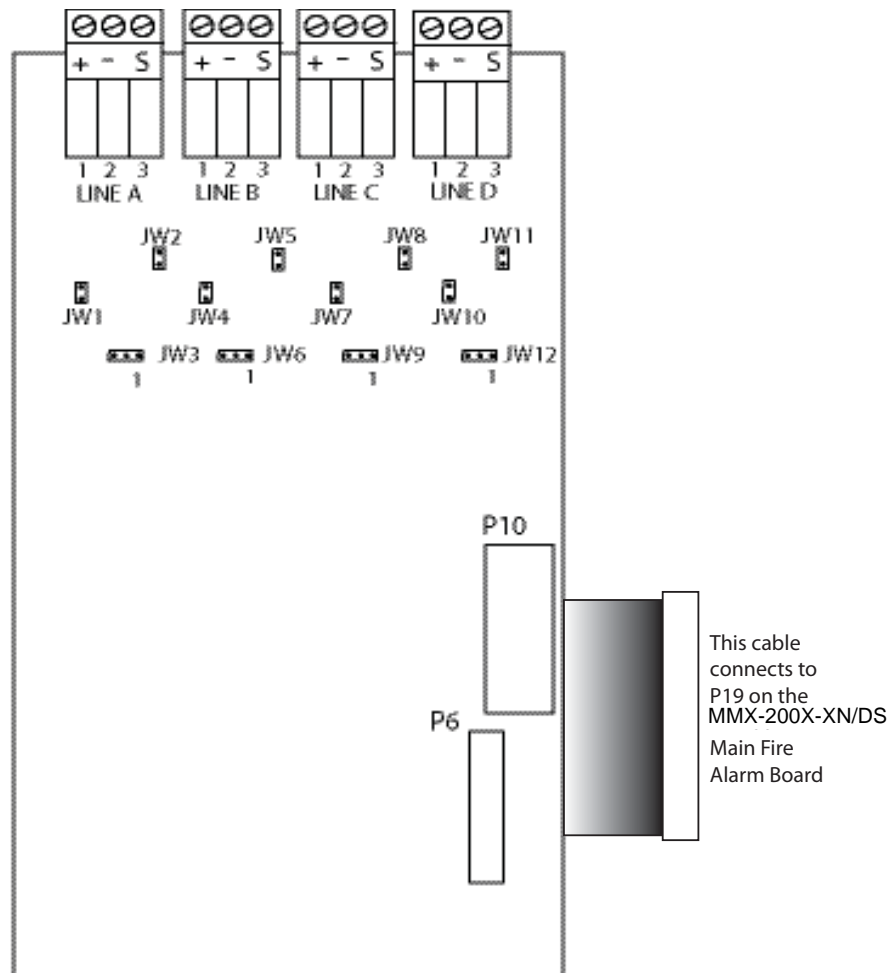 + - S + - S + - S + - S
1 2 3 1 2 3 1 2 3 1 2 3
LINE A LINE B LINE C LINE D
JW2 JW5 JW8 JW11
JW1 JW4 JW7 JW10
JW3 JW6 JW9 JW12
1 1 1 1
P10
This cable
connects to
P19 on the
MMX-200X-XN/DS
Main Fire
Alarm Board
P6